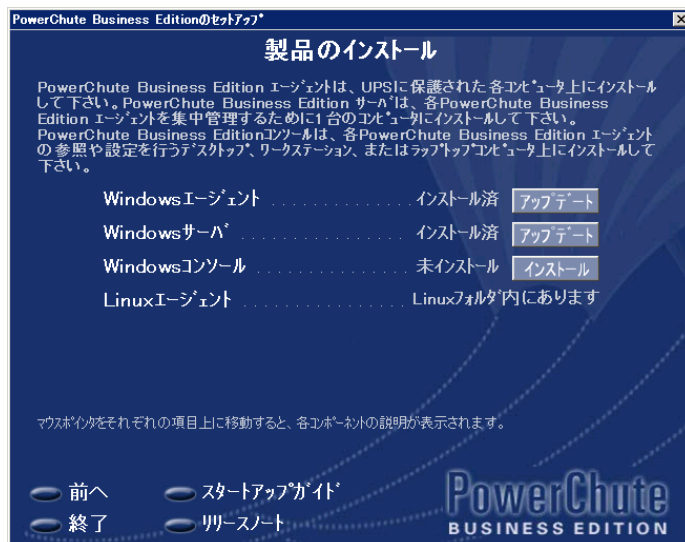 PowerChute Business Editionのｾｯﾄｱｯﾌﾟ
製品のインストール
PowerChute Business Edition ｴｰｼﾞｪﾝﾄは、UPSに保護された各ｺﾝﾋﾟｭｰﾀ上にインストール
して下さい。PowerChute Business Edition ｻｰﾊﾞは、各PowerChute Business
Edition ｴｰｼﾞｪﾝﾄを集中管理するために1台のｺﾝﾋﾟｭｰﾀにインストールして下さい。
PowerChute Business Editionｺﾝｿｰﾙは、各PowerChute Business Edition ｴｰｼﾞｪﾝﾄ
の参照や設定を行うﾃﾞｽｸﾄｯﾌﾟ、ﾜｰｸｽﾃｰｼｮﾝ、またはﾗｯﾌﾟﾄｯﾌﾟｺﾝﾋﾟｭｰﾀ上にインストールして
下さい。
Windowsｴｰｼﾞｪﾝﾄ . . . . . . . . . . . . . . インストール済 ｱｯﾌﾟﾃﾞｰﾄ
Windowsｻｰﾊﾞ . . . . . . . . . . . . . . . . インストール済 ｱｯﾌﾟﾃﾞｰﾄ
Windowsｺﾝｿｰﾙ . . . . . . . . . . . . . . . 未インストール インストール
Linuxｴｰｼﾞｪﾝﾄ . . . . . . . . . . . . . . . . Linuxﾌｫﾙﾀﾞ内にあります
ﾏｳｽﾎﾟｲﾝﾀをそれぞれの項目上に移動すると、各ｺﾝﾎﾟｰﾈﾝﾄの説明が表示されます。
前へ
ｽﾀｰﾄｱｯﾌﾟｶﾞｲﾄﾞ
終了
ﾘﾘｰｽﾉｰﾄ
PowerChute
BUSINESS EDITION